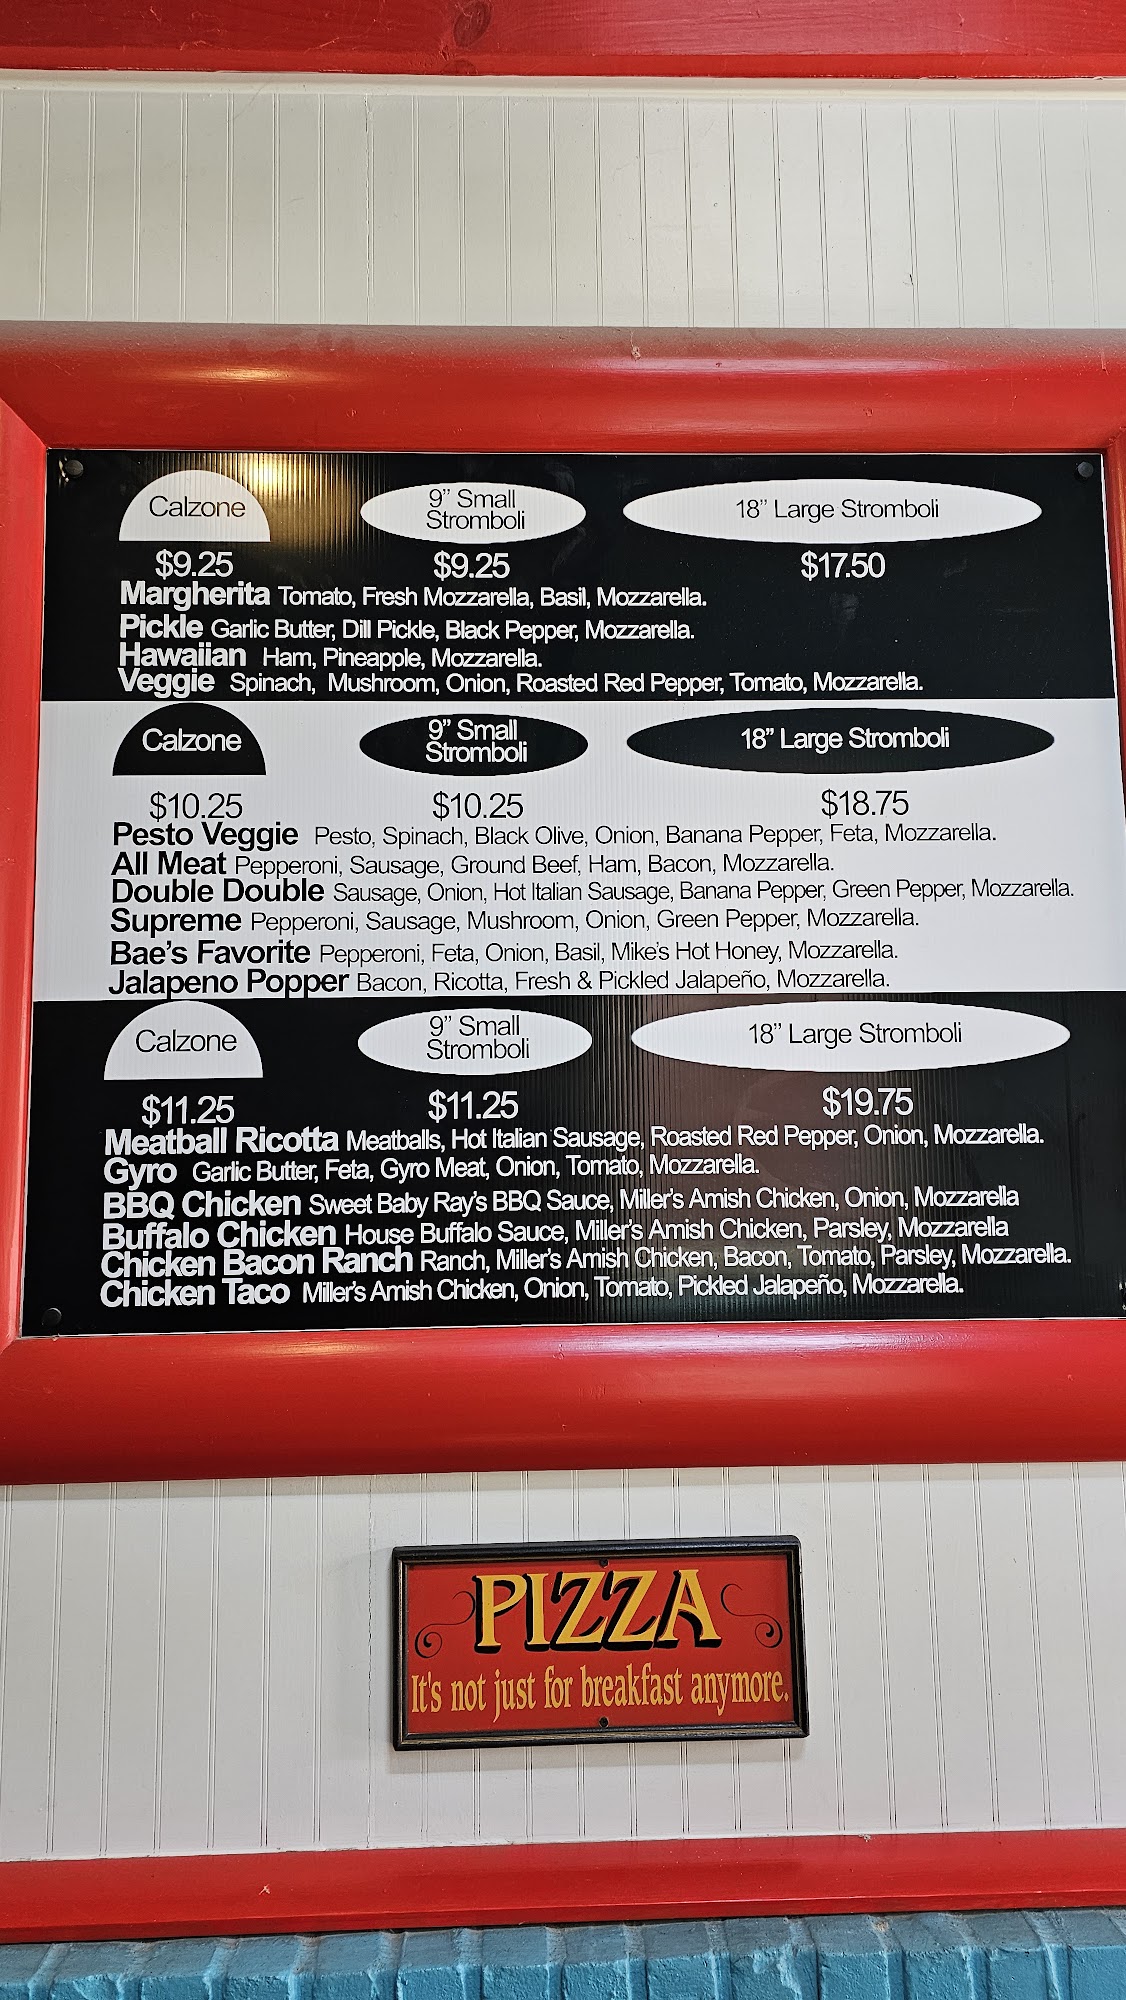 Calzone
9” Small
Stromboli
18” Large Stromboli
$9.25
$9.25
$17.50
Margherita Tomato, Fresh Mozzarella, Basil, Mozzarella.
Pickle Garlic Butter, Dill Pickle, Black Pepper, Mozzarella.
Hawaiian Ham, Pineapple, Mozzarella.
Veggie Spinach, Mushroom, Onion, Roasted Red Pepper, Tomato, Mozzarella.
Calzone
9” Small
Stromboli
18” Large Stromboli
$10.25
$10.25
$18.75
Pesto Veggie Pesto, Spinach, Black Olive, Onion, Banana Pepper, Feta, Mozzarella.
All Meat Pepperoni, Sausage, Ground Beef, Ham, Bacon, Mozzarella.
Double Double Sausage, Onion, Hot Italian Sausage, Banana Pepper, Green Pepper, Mozzarella.
Supreme Pepperoni, Sausage, Mushroom, Onion, Green Pepper, Mozzarella.
Bae's Favorite Pepperoni, Feta, Onion, Basil, Mike's Hot Honey, Mozzarella.
Jalapeno Popper Bacon, Ricotta, Fresh & Pickled Jalapeño, Mozzarella.
Calzone
9” Small
Stromboli
18” Large Stromboli
$11.25
$11.25
$19.75
Meatball Ricotta Meatballs, Hot Italian Sausage, Roasted Red Pepper, Onion, Mozzarella.
Gyro Garlic Butter, Feta, Gyro Meat, Onion, Tomato, Mozzarella.
BBQ Chicken Sweet Baby Ray's BBQ Sauce, Miller's Amish Chicken, Onion, Mozzarella
Buffalo Chicken House Buffalo Sauce, Miller's Amish Chicken, Parsley, Mozzarella
Chicken Bacon Ranch Ranch, Miller's Amish Chicken, Bacon, Tomato, Parsley, Mozzarella.
Chicken Taco Miller's Amish Chicken, Onion, Tomato, Pickled Jalapeño, Mozzarella.
PIZZA
It's not just for breakfast anymore.